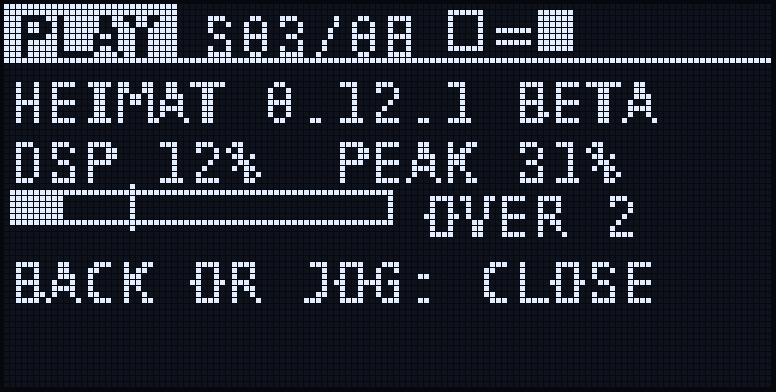 PLAY S03/08 □=■
HEIMAT 0.12.1 BETA
DSP 12% PEAK 31%
OVER 2
BACK OR JOG: CLOSE